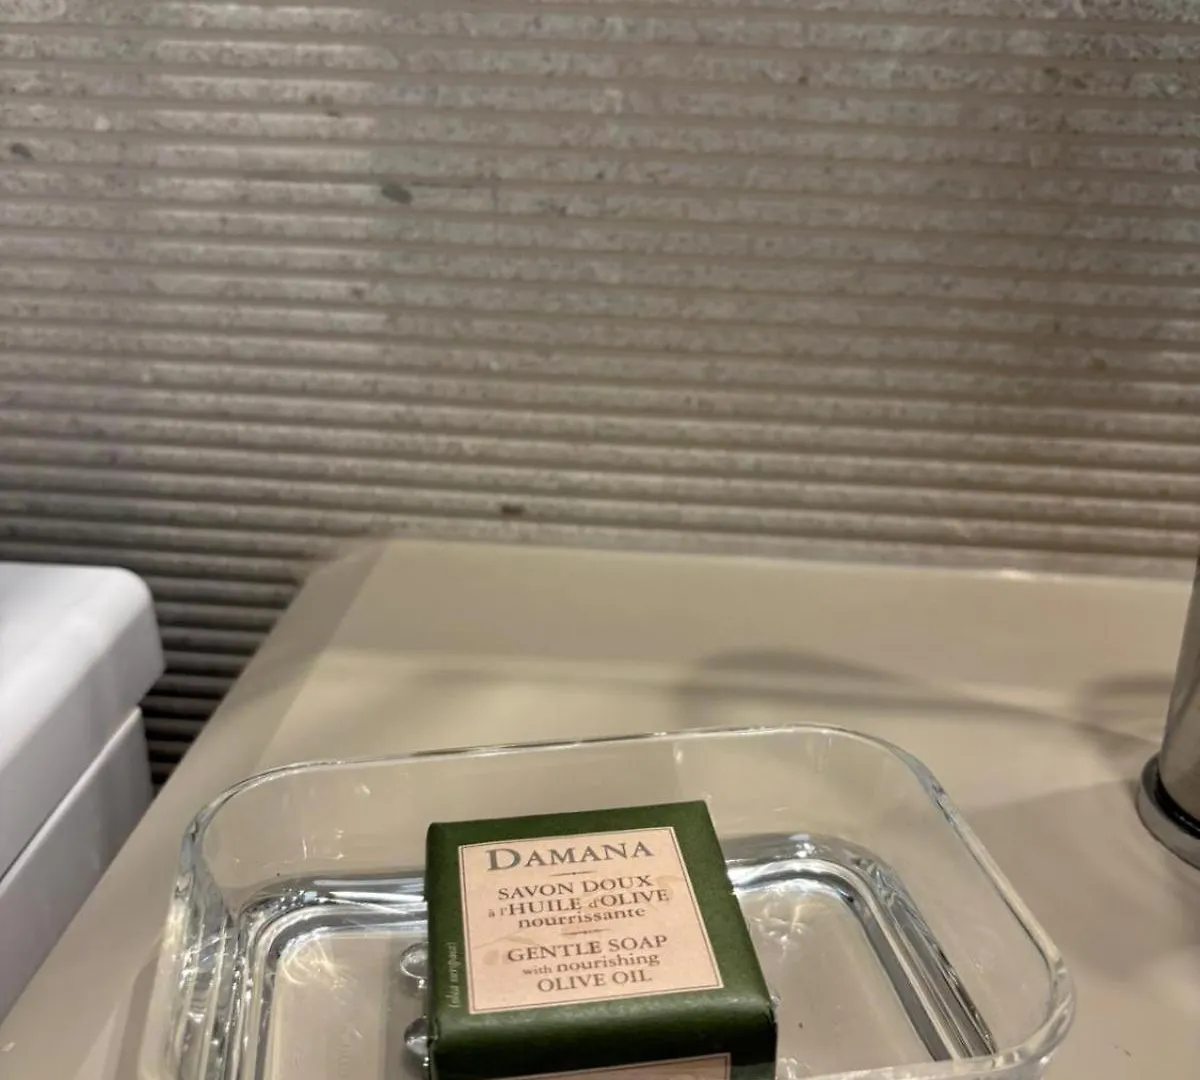 DAMANA
SAVON DOUX
à l'HUILE d'OLIVE
nourrissante
GENTLE SOAP
with nourishing
OLIVE OIL